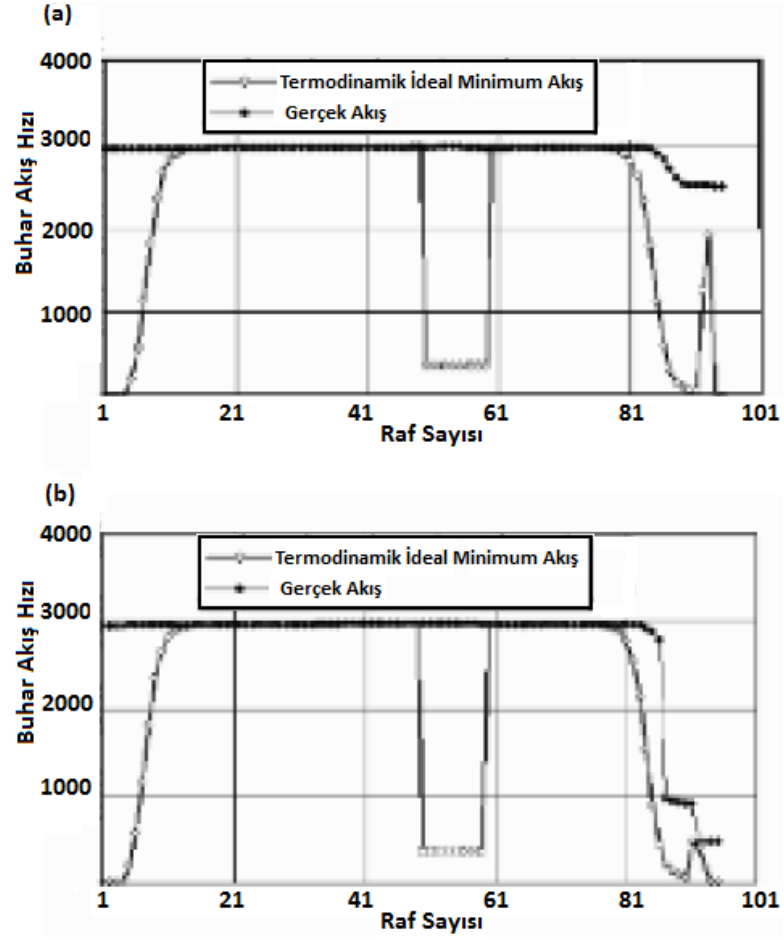 (a)
4000
3000
2000
1000
Buhar Akış Hızı
Termodinamik İdeal Minimum Akış
Gerçek Akış
1 21 41 61 81 101
Raf Sayısı
(b)
4000
3000
2000
1000
Buhar Akış Hızı
Termodinamik İdeal Minimum Akış
Gerçek Akış
1 21 41 61 81 101
Raf Sayısı